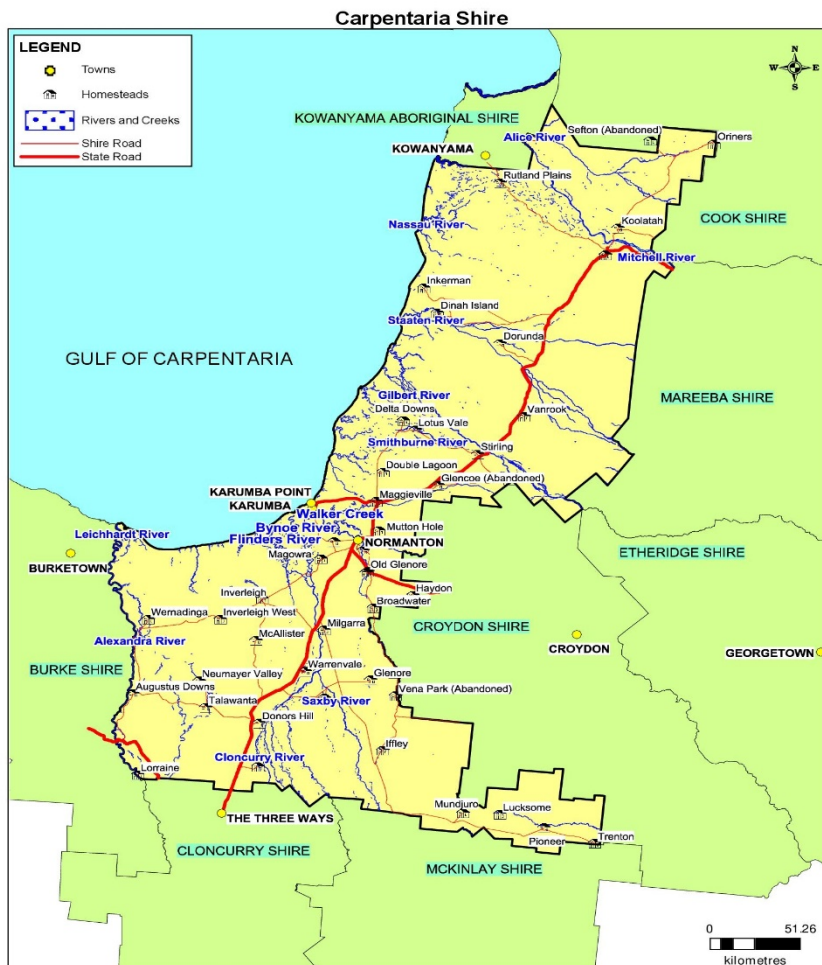 Carpentaria Shire
LEGEND
Towns
Homesteads
Rivers and Creeks
Shire Road
State Road
N
W
E
S
KOWANYAMA ABORIGINAL SHIRE
Alice River
Sefton (Abandoned)
Oriners
KOWANYAMA
Rutland Plains
COOK SHIRE
Nassau River
Koolatah
Mitchell River
Inkerman
Dinah Island
Staaten River
Dorunda
GULF OF CARPENTARIA
Gilbert River
MAREEBA SHIRE
Delta Downs
Lotus Vale
Vanrook
Smithburne River
Stirling
Double Lagoon
Glencoe (Abandoned)
KARUMBA POINT
KARUMBA
Maggieville
Walker Creek
Bynoe River
Mutton Hole
Leichhardt River
Flinders River
NORMANTON
BURKETOWN
Magowra
ETHERIDGE SHIRE
Old Glenore
Haydon
Inverleigh
Broadwater
Wernadinga
Inverleigh West
Milgarra
CROYDON SHIRE
CROYDON
Alexandra River
McAllister
GEORGETOWN
BURKE SHIRE
Warrenvale
Neumayer Valley
Glenore
Augustus Downs
Vena Park (Abandoned)
Talawanta
Saxby River
Donors Hill
Iffley
Cloncurry River
Lorraine
Mundjuro
Lucksome
THE THREE WAYS
Pioneer
Trenton
CLONCURRY SHIRE
MCKINLAY SHIRE
0
51.26
kilometres